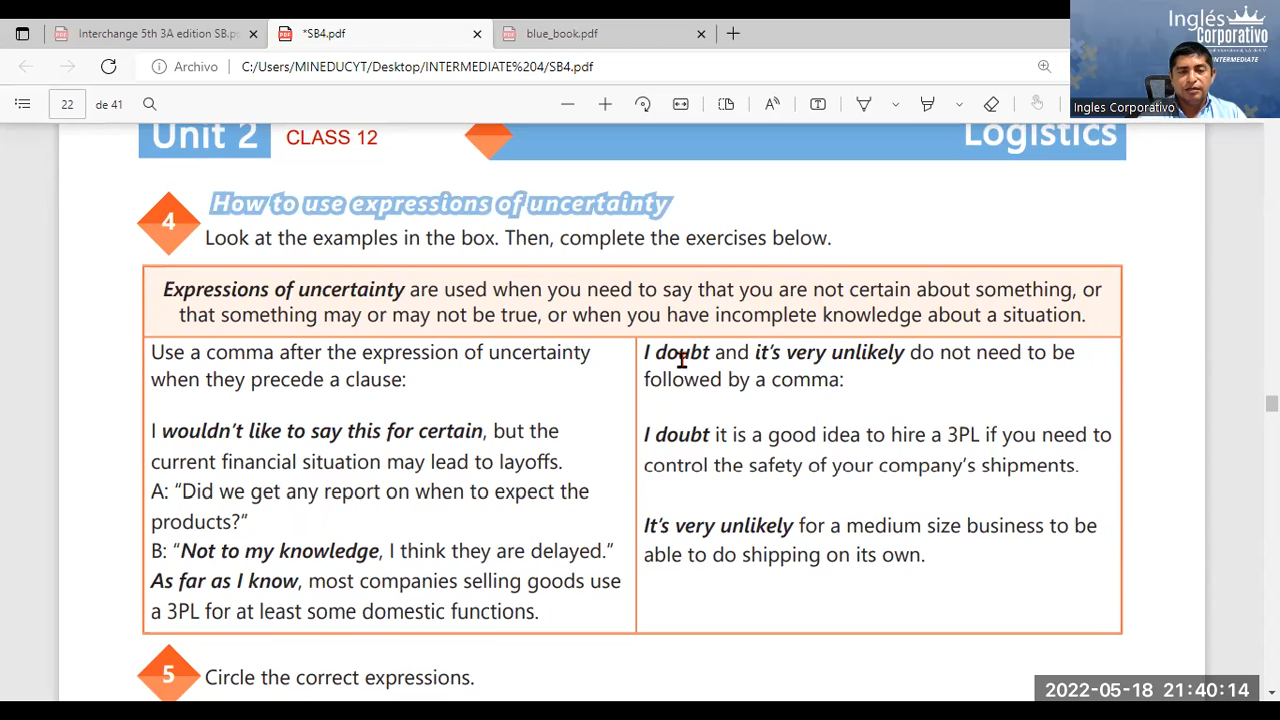 Interchange 5th 3A edition SB.p
*SB4.pdf
blue_book.pdf
Inglés
Corporativo
INTERMEDIATE
Archivo
C:/Users/MINEDUCYT/Desktop/INTERMEDIATE%204/SB4.pdf
Ingles Corporativo
22
de 41
Unit 2
CLASS 12
Logistics
4
How to use expressions of uncertainty
Look at the examples in the box. Then, complete the exercises below.
Expressions of uncertainty are used when you need to say that you are not certain about something, or
that something may or may not be true, or when you have incomplete knowledge about a situation.
Use a comma after the expression of uncertainty
when they precede a clause:
I wouldn't like to say this for certain, but the
current financial situation may lead to layoffs.
A: “Did we get any report on when to expect the
products?”
B: “Not to my knowledge, I think they are delayed.”
As far as I know, most companies selling goods use
a 3PL for at least some domestic functions.
I doubt and it's very unlikely do not need to be
followed by a comma:
I doubt it is a good idea to hire a 3PL if you need to
control the safety of your company's shipments.
It's very unlikely for a medium size business to be
able to do shipping on its own.
5
Circle the correct expressions.
2022-05-18 21:40:14